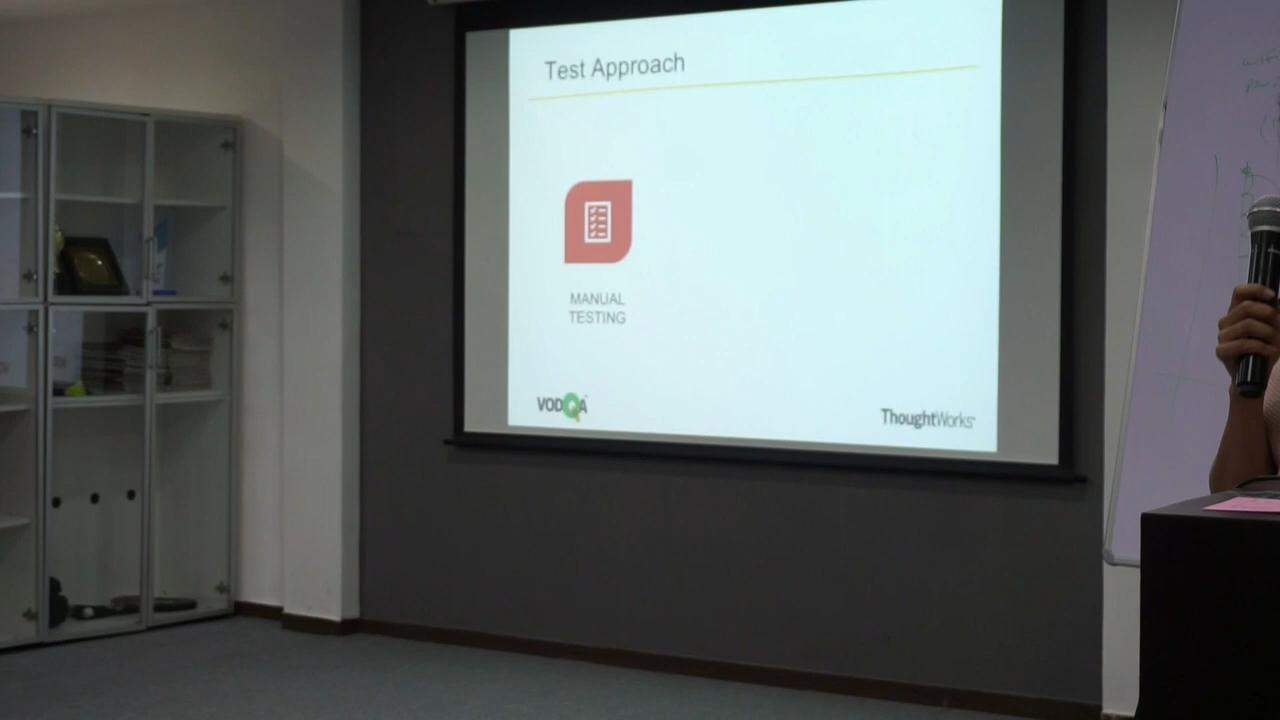 Test Approach
MANUAL
TESTING
VODQA
ThoughtWorks